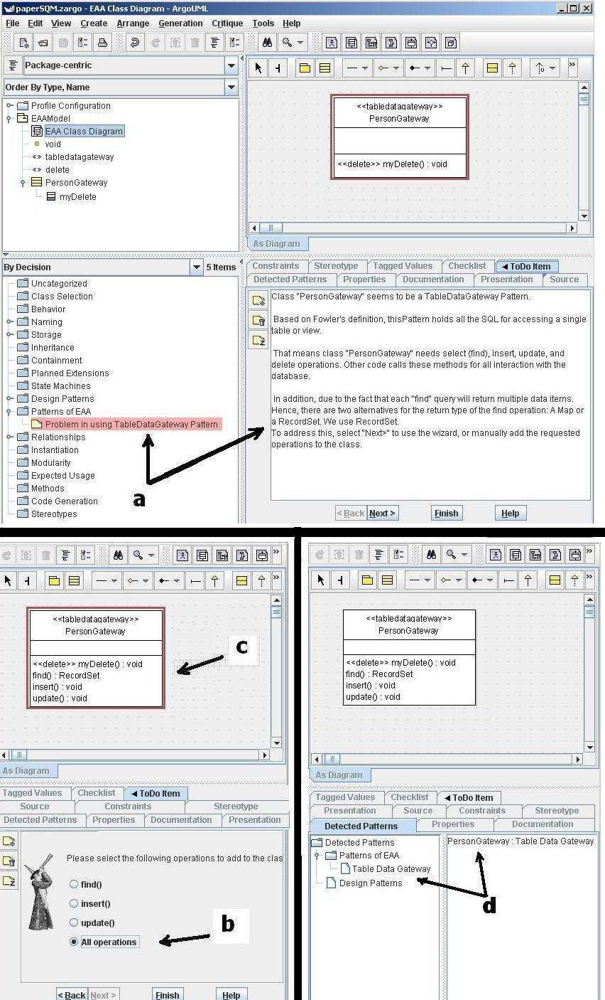 paperSQM.zargo - EAA Class Diagram - ArgoUML
File Edit View Create Arrange Generation Critique Tools Help
Package-centric
Order By Type, Name
Profile Configuration
EAAModel
EAA Class Diagram
void
«» tabledatagateway
«» delete
PersonGateway
myDelete
»
<<tabledatagateway>>
PersonGateway
<<delete>> myDelete() : void
As Diagram
By Decision
5 Items
Uncategorized
Class Selection
Behavior
Naming
Storage
Inheritance
Containment
Planned Extensions
State Machines
Design Patterns
Patterns of EAA
Problem in using TableDataGateway Pattern
Relationships
Instantiation
Modularity
Expected Usage
Methods
Code Generation
Stereotypes
a
Constraints Stereotype Tagged Values Checklist ToDo Item
Detected Patterns Properties Documentation Presentation Source
Class "PersonGateway" seems to be a TableDataGateway Pattern.
Based on Fowler's definition, thisPattern holds all the SQL for accessing a single
table or view.
That means class "PersonGateway" needs select (find), insert, update, and
delete operations. Other code calls these methods for all interaction with the
database.
In addition, due to the fact that each "find" query will return multiple data items.
Hence, there are two alternatives for the return type of the find operation: A Map or
a RecordSet. We use RecordSet.
To address this, select "Next>" to use the wizard, or manually add the requested
operations to the class.
< Back Next > Finish Help
»
»
<<tabledatagateway>>
PersonGateway
<<delete>> myDelete() : void
find() : RecordSet
insert() : void
update() : void
c
As Diagram
Tagged Values Checklist ToDo Item
Source Constraints Stereotype
Detected Patterns Properties Documentation Presentation
Please select the following operations to add to the clas
find()
insert()
update()
All operations
b
< Back Next > Finish Help
»
»
<<tabledatagateway>>
PersonGateway
<<delete>> myDelete() : void
find() : RecordSet
insert() : void
update() : void
As Diagram
Tagged Values Checklist ToDo Item
Presentation Source Constraints Stereotype
Detected Patterns Properties Documentation
Detected Patterns
Patterns of EAA
Table Data Gateway
Design Patterns
PersonGateway : Table Data Gateway
d